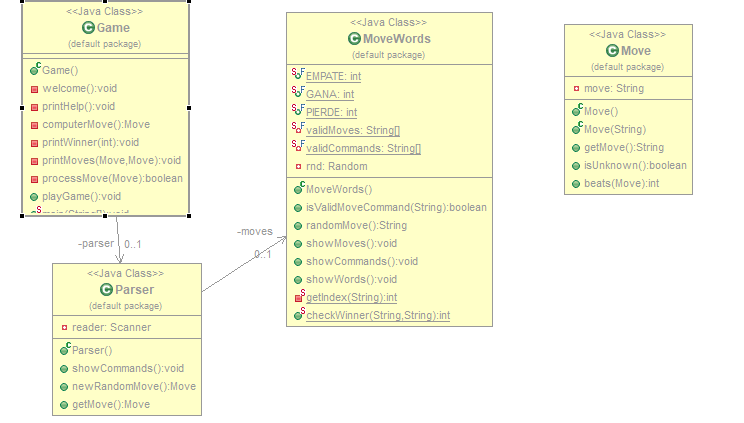 <<Java Class>>
Game
(default package)
Game()
welcome():void
printHelp():void
computerMove():Move
printWinner(int):void
printMoves(Move,Move):void
processMove(Move):boolean
playGame():void
main(String[]):void
-parser
0..1
<<Java Class>>
Parser
(default package)
reader: Scanner
Parser()
showCommands():void
newRandomMove():Move
getMove():Move
-moves
0..1
<<Java Class>>
MoveWords
(default package)
EMPATE: int
GANA: int
PIERDE: int
validMoves: String[]
validCommands: String[]
rnd: Random
MoveWords()
isValidMoveCommand(String):boolean
randomMove():String
showMoves():void
showCommands():void
showWords():void
getIndex(String):int
checkWinner(String,String):int
<<Java Class>>
Move
(default package)
move: String
Move()
Move(String)
getMove():String
isUnknown():boolean
beats(Move):int